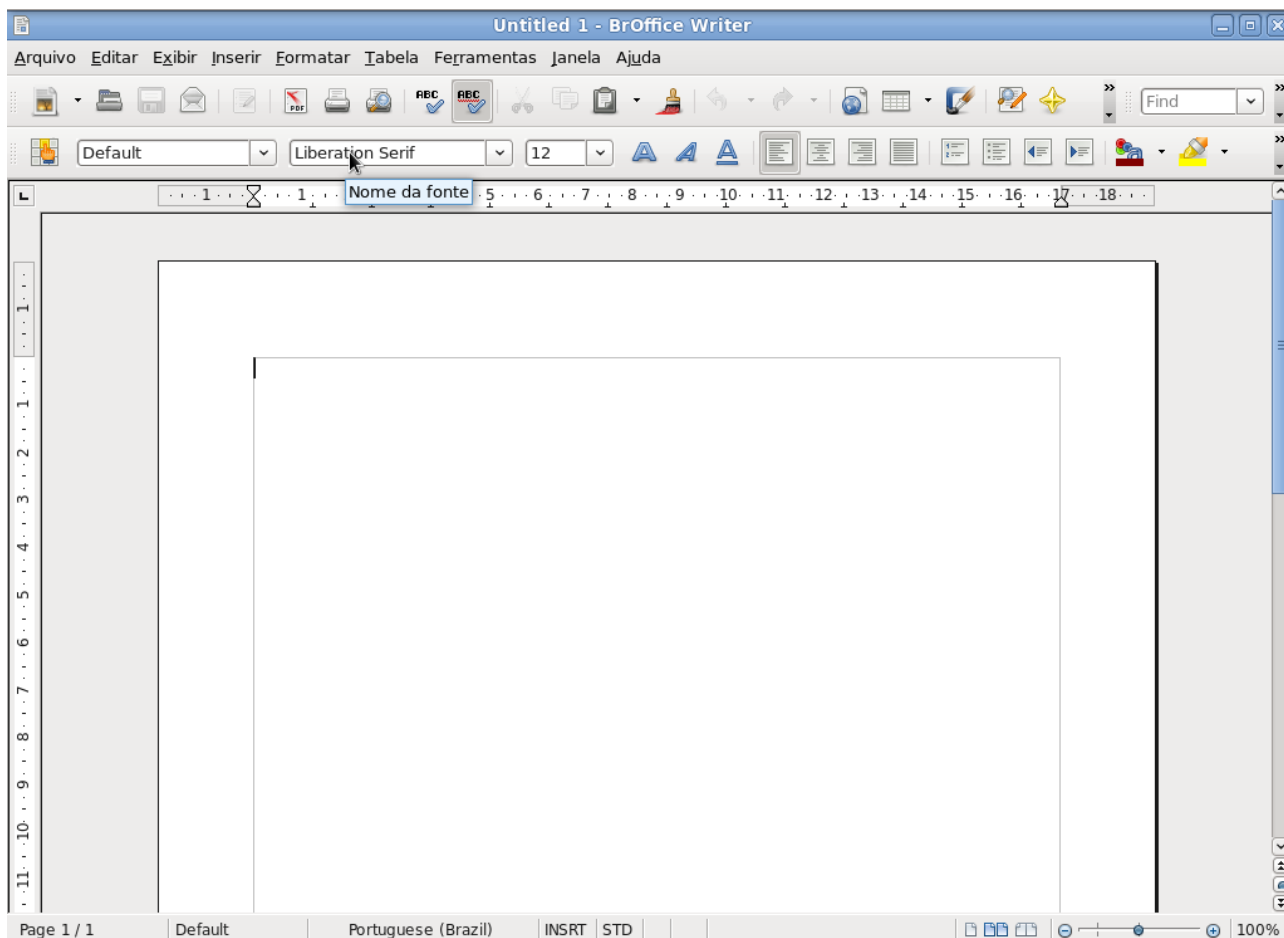 Untitled 1 - BrOffice Writer
Arquivo Editar Exibir Inserir Formatar Tabela Ferramentas Janela Ajuda
PDF ABC ABC Find
Default Liberation Serif 12 A A A
Nome da fonte
1 1 5 6 7 8 9 10 11 12 13 14 15 16 17 18
1
1
2
3
4
5
6
7
8
9
10
11
Page 1 / 1 Default Portuguese (Brazil) INSRT STD 100%